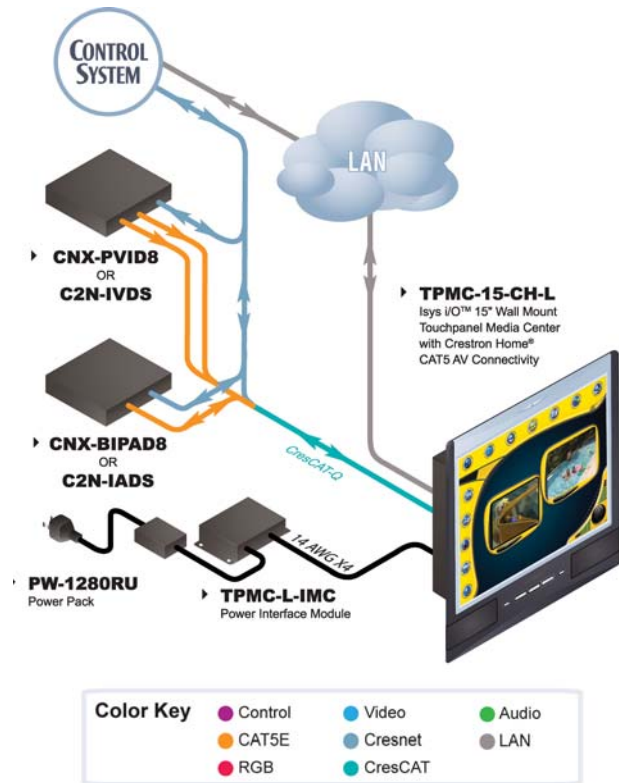 CONTROL
SYSTEM
LAN
CNX-PVID8
OR
C2N-IVDS
TPMC-15-CH-L
Isys i/O™ 15" Wall Mount
Touchpanel Media Center
with Crestron Home®
CAT5 AV Connectivity
CNX-BIPAD8
OR
C2N-IADS
CresCAT-Q
14 AWG X4
PW-1280RU
Power Pack
TPMC-L-IMC
Power Interface Module
Color Key
Control
Video
Audio
CAT5E
Cresnet
LAN
RGB
CresCAT